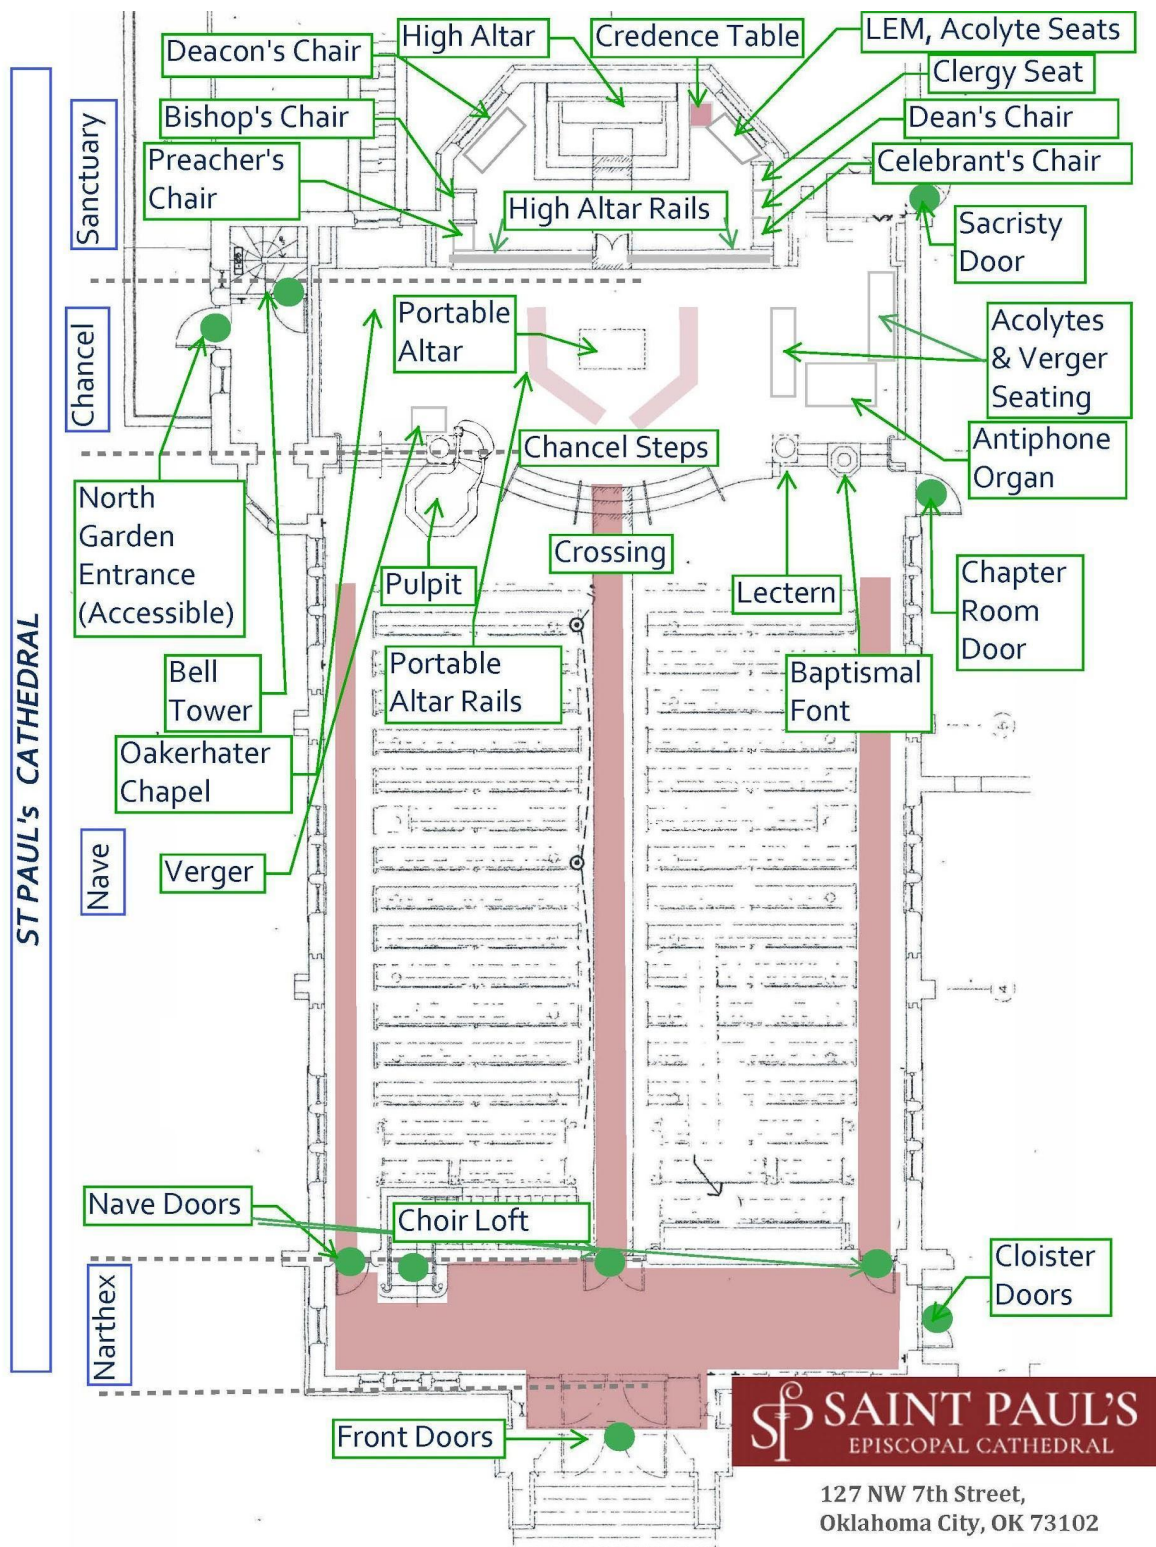 ST PAUL's CATHEDRAL
Sanctuary
Chancel
Nave
Narthex
Deacon's Chair
High Altar
Credence Table
LEM, Acolyte Seats
Clergy Seat
Bishop's Chair
Dean's Chair
Preacher's
Chair
Celebrant's Chair
High Altar Rails
Sacristy
Door
Portable
Altar
Acolytes
& Verger
Seating
Chancel Steps
Antiphone
Organ
North
Garden
Entrance
(Accessible)
Crossing
Pulpit
Lectern
Chapter
Room
Door
Portable
Altar Rails
Baptismal
Font
Bell
Tower
Oakerhater
Chapel
Verger
Nave Doors
Choir Loft
Cloister
Doors
Front Doors
SP SAINT PAUL'S
EPISCOPAL CATHEDRAL
127 NW 7th Street,
Oklahoma City, OK 73102